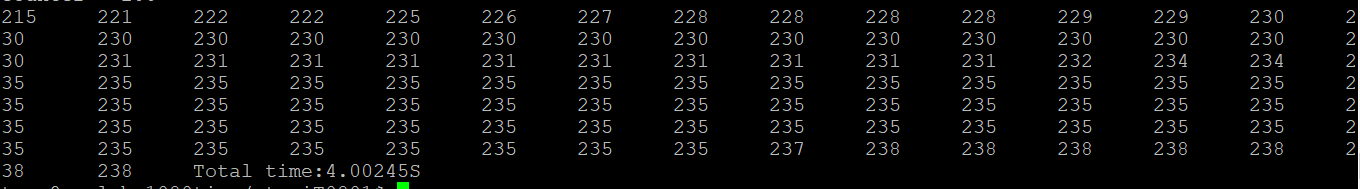 215 221 222 222 225 226 227 228 228 228 228 229 229 230 2
30 230 230 230 230 230 230 230 230 230 230 230 230 230 2
30 231 231 231 231 231 231 231 231 231 231 232 234 234 2
35 235 235 235 235 235 235 235 235 235 235 235 235 235 2
35 235 235 235 235 235 235 235 235 235 235 235 235 235 2
35 235 235 235 235 235 235 235 235 235 235 235 235 235 2
35 235 235 235 235 235 235 235 237 238 238 238 238 238 2
38 238 Total time:4.00245S